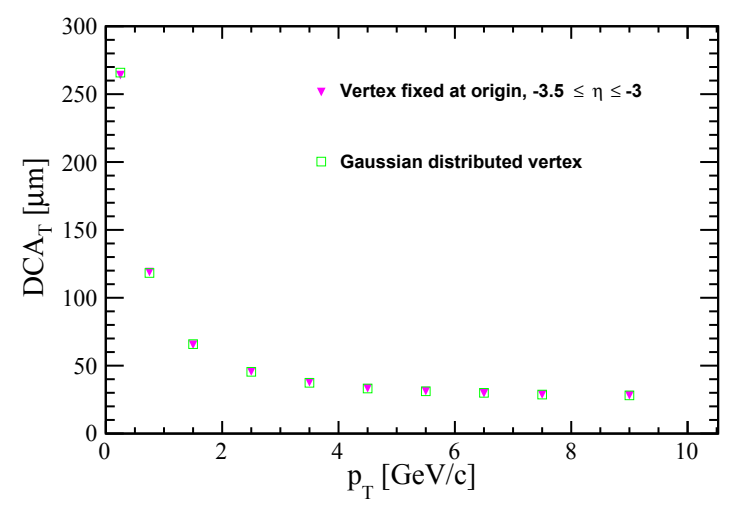 300
250
200
150
100
50
0
DCA_T [μm]
Vertex fixed at origin, -3.5 ≤ η ≤ -3
Gaussian distributed vertex
0 2 4 6 8 10
p_T [GeV/c]